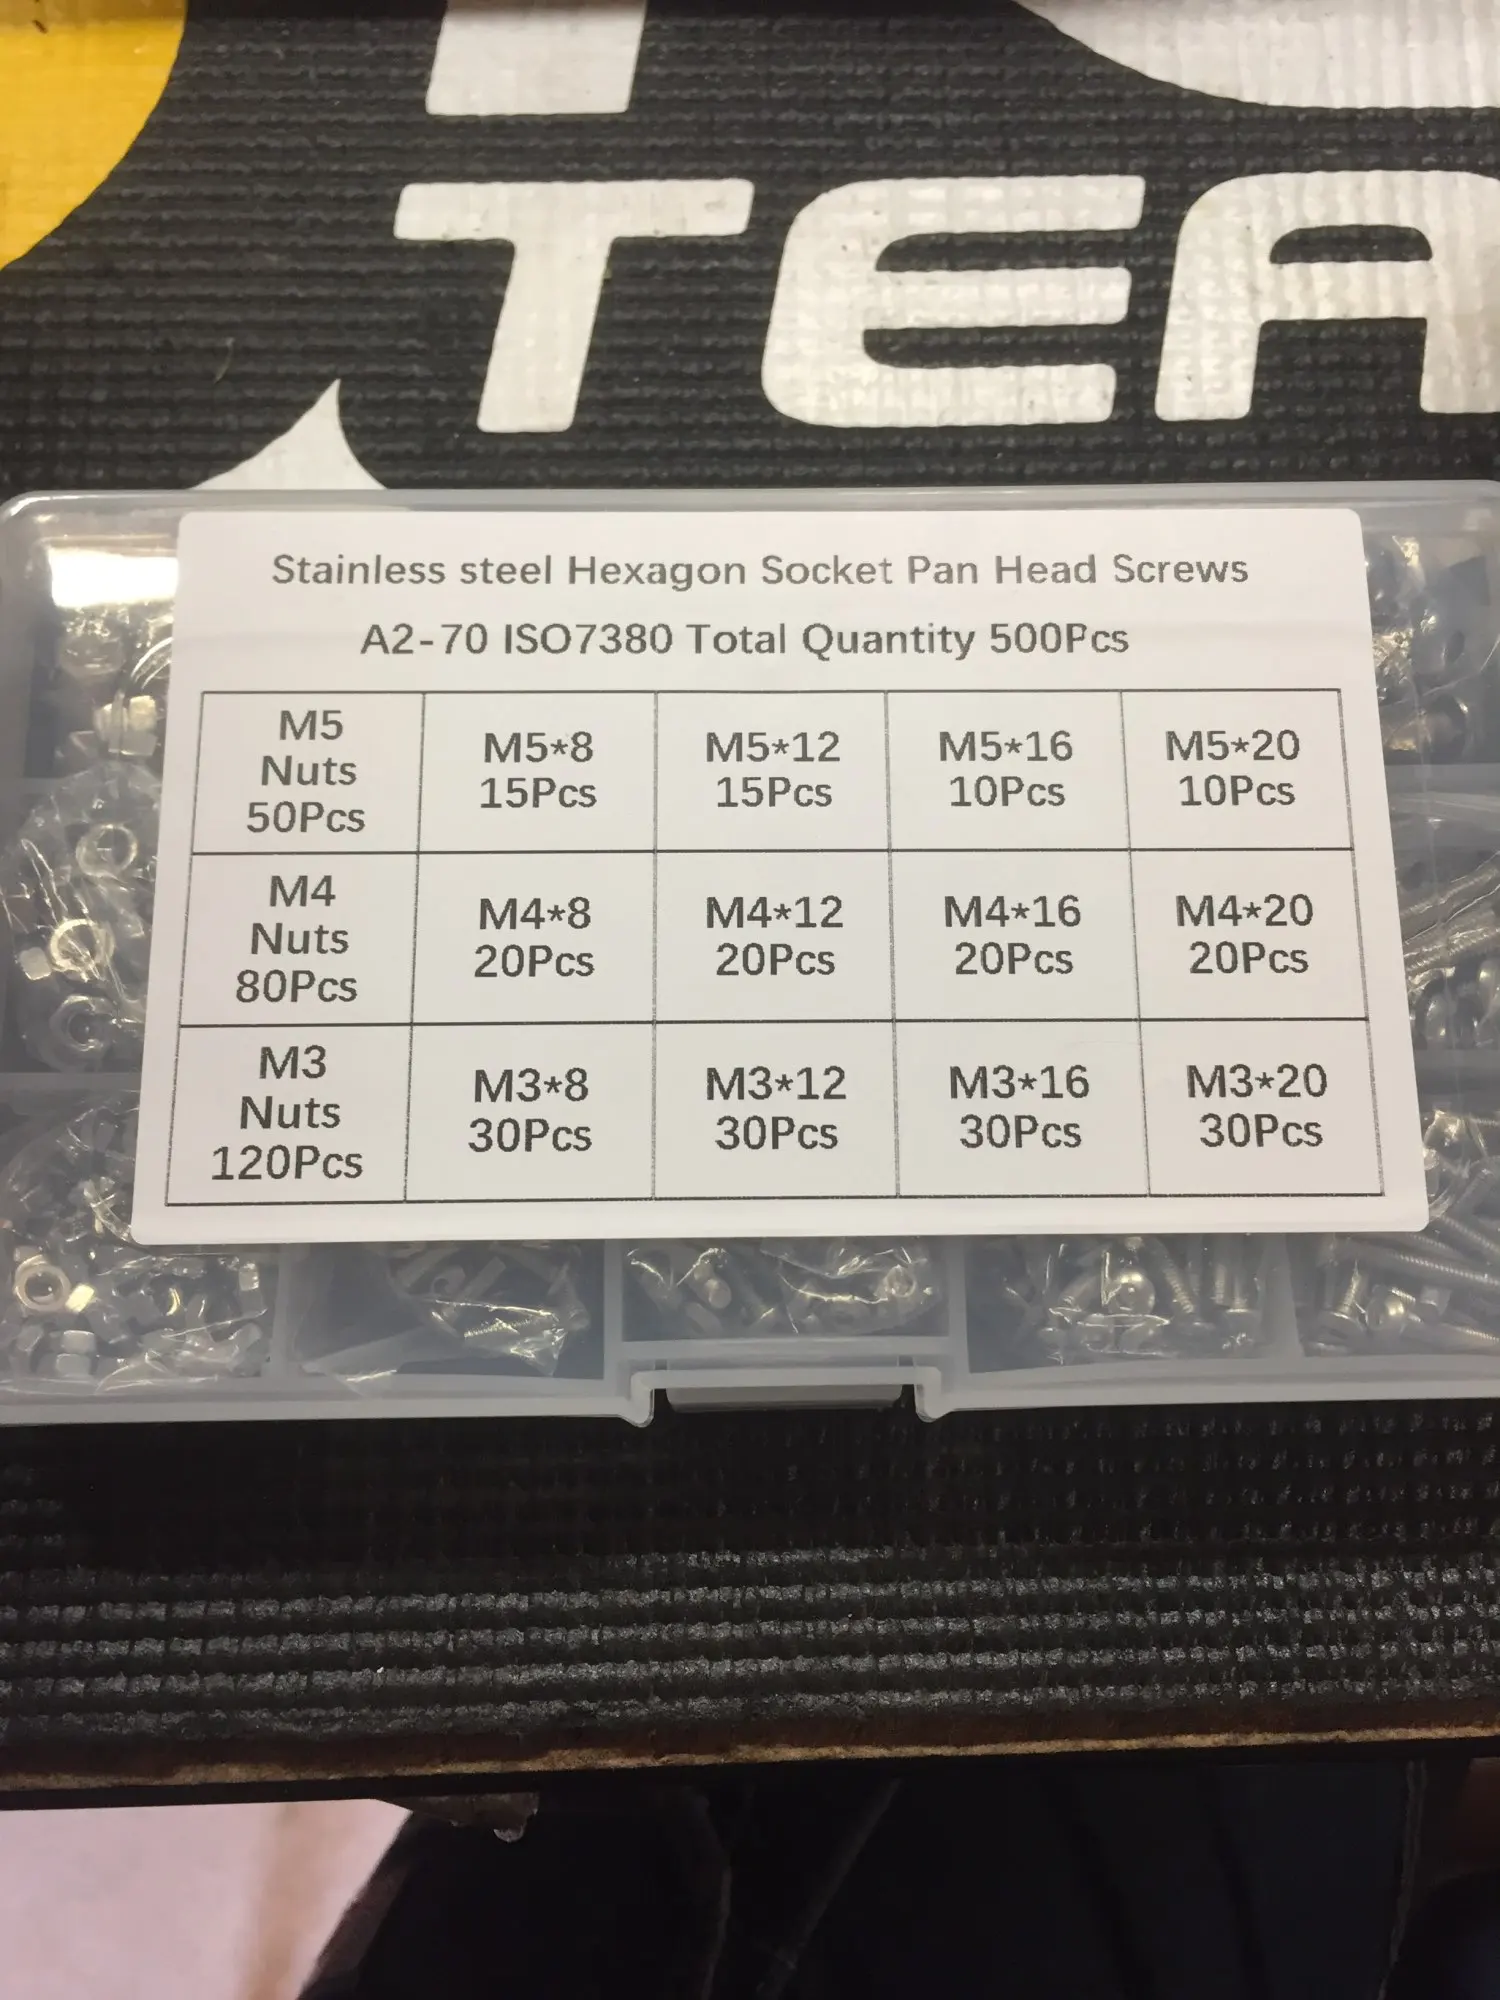 TEA
Stainless steel Hexagon Socket Pan Head Screws
A2-70 ISO7380 Total Quantity 500Pcs
M5
Nuts
50Pcs
M5*8
15Pcs
M5*12
15Pcs
M5*16
10Pcs
M5*20
10Pcs
M4
Nuts
80Pcs
M4*8
20Pcs
M4*12
20Pcs
M4*16
20Pcs
M4*20
20Pcs
M3
Nuts
120Pcs
M3*8
30Pcs
M3*12
30Pcs
M3*16
30Pcs
M3*20
30Pcs